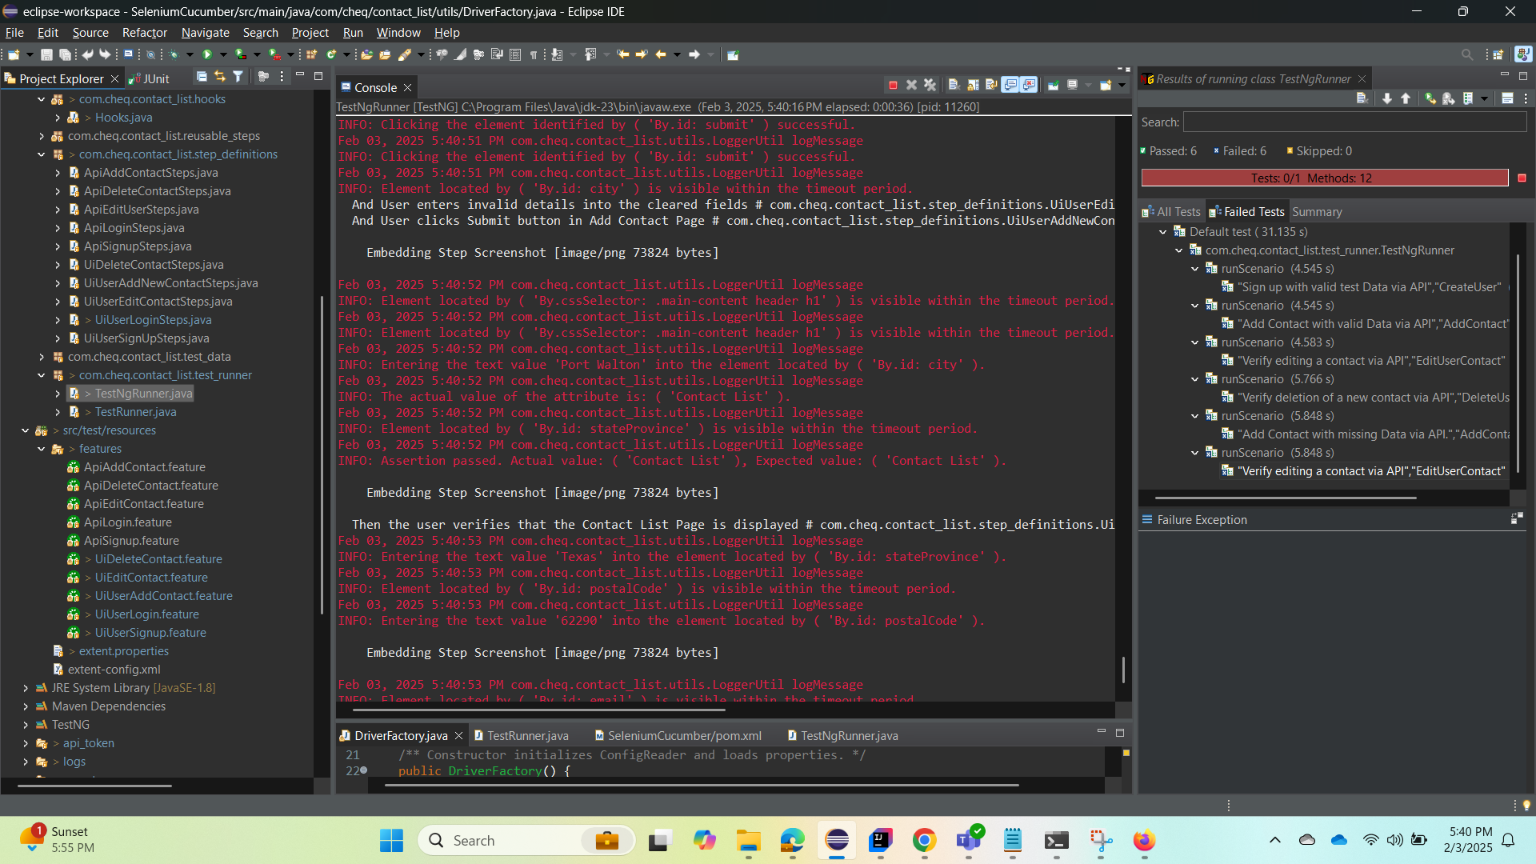 eclipse-workspace - SeleniumCucumber/src/main/java/com/cheq/contact_list/utils/DriverFactory.java - Eclipse IDE
File Edit Source Refactor Navigate Search Project Run Window Help
Project Explorer
JUnit
> com.cheq.contact_list.hooks
> Hooks.java
com.cheq.contact_list.reusable_steps
> com.cheq.contact_list.step_definitions
ApiAddContactSteps.java
ApiDeleteContactSteps.java
ApiEditUserSteps.java
ApiLoginSteps.java
ApiSignupSteps.java
UiDeleteContactSteps.java
UiUserAddNewContactSteps.java
UiUserEditContactSteps.java
> UiUserLoginSteps.java
UiUserSignUpSteps.java
com.cheq.contact_list.test_data
> com.cheq.contact_list.test_runner
> TestNgRunner.java
> TestRunner.java
> src/test/resources
> features
ApiAddContact.feature
ApiDeleteContact.feature
ApiEditContact.feature
ApiLogin.feature
ApiSignup.feature
> UiDeleteContact.feature
> UiEditContact.feature
> UiUserAddContact.feature
> UiUserLogin.feature
> UiUserSignup.feature
> extent.properties
extent-config.xml
JRE System Library [JavaSE-1.8]
Maven Dependencies
TestNG
> api_token
> logs
Console
TestNgRunner [TestNG] C:\Program Files\Java\jdk-23\bin\javaw.exe (Feb 3, 2025, 5:40:16 PM elapsed: 0:00:36) [pid: 11260]
INFO: Clicking the element identified by ( 'By.id: submit' ) successful.
Feb 03, 2025 5:40:51 PM com.cheq.contact_list.utils.LoggerUtil logMessage
INFO: Clicking the element identified by ( 'By.id: submit' ) successful.
Feb 03, 2025 5:40:51 PM com.cheq.contact_list.utils.LoggerUtil logMessage
INFO: Element located by ( 'By.id: city' ) is visible within the timeout period.
And User enters invalid details into the cleared fields # com.cheq.contact_list.step_definitions.UiUserEdi
And User clicks Submit button in Add Contact Page # com.cheq.contact_list.step_definitions.UiUserAddNewCon
Embedding Step Screenshot [image/png 73824 bytes]
Feb 03, 2025 5:40:52 PM com.cheq.contact_list.utils.LoggerUtil logMessage
INFO: Element located by ( 'By.cssSelector: .main-content header h1' ) is visible within the timeout period.
Feb 03, 2025 5:40:52 PM com.cheq.contact_list.utils.LoggerUtil logMessage
INFO: Element located by ( 'By.cssSelector: .main-content header h1' ) is visible within the timeout period.
Feb 03, 2025 5:40:52 PM com.cheq.contact_list.utils.LoggerUtil logMessage
INFO: Entering the text value 'Port Walton' into the element located by ( 'By.id: city' ).
Feb 03, 2025 5:40:52 PM com.cheq.contact_list.utils.LoggerUtil logMessage
INFO: The actual value of the attribute is: ( 'Contact List' ).
Feb 03, 2025 5:40:52 PM com.cheq.contact_list.utils.LoggerUtil logMessage
INFO: Element located by ( 'By.id: stateProvince' ) is visible within the timeout period.
Feb 03, 2025 5:40:52 PM com.cheq.contact_list.utils.LoggerUtil logMessage
INFO: Assertion passed. Actual value: ( 'Contact List' ), Expected value: ( 'Contact List' ).
Embedding Step Screenshot [image/png 73824 bytes]
Then the user verifies that the Contact List Page is displayed # com.cheq.contact_list.step_definitions.Ui
Feb 03, 2025 5:40:53 PM com.cheq.contact_list.utils.LoggerUtil logMessage
INFO: Entering the text value 'Texas' into the element located by ( 'By.id: stateProvince' ).
Feb 03, 2025 5:40:53 PM com.cheq.contact_list.utils.LoggerUtil logMessage
INFO: Element located by ( 'By.id: postalCode' ) is visible within the timeout period.
Feb 03, 2025 5:40:53 PM com.cheq.contact_list.utils.LoggerUtil logMessage
INFO: Entering the text value '62290' into the element located by ( 'By.id: postalCode' ).
Embedding Step Screenshot [image/png 73824 bytes]
Feb 03, 2025 5:40:53 PM com.cheq.contact_list.utils.LoggerUtil logMessage
INFO: Element located by ( 'By.id: email' ) is visible within the timeout period
DriverFactory.java
TestRunner.java
SeleniumCucumber/pom.xml
TestNgRunner.java
21 /** Constructor initializes ConfigReader and loads properties. */
22 public DriverFactory() {
Results of running class TestNgRunner
Search:
Passed: 6 Failed: 6 Skipped: 0
Tests: 0/1 Methods: 12
All Tests Failed Tests Summary
Default test ( 31.135 s)
com.cheq.contact_list.test_runner.TestNgRunner
runScenario (4.545 s)
"Sign up with valid test Data via API","CreateUser"
runScenario (4.545 s)
"Add Contact with valid Data via API","AddContact"
runScenario (4.583 s)
"Verify editing a contact via API","EditUserContact"
runScenario (5.766 s)
"Verify deletion of a new contact via API","DeleteUs
runScenario (5.848 s)
"Add Contact with missing Data via API.","AddConta
runScenario (5.848 s)
"Verify editing a contact via API","EditUserContact"
Failure Exception
1
Sunset
5:55 PM
Search
5:40 PM
2/3/2025